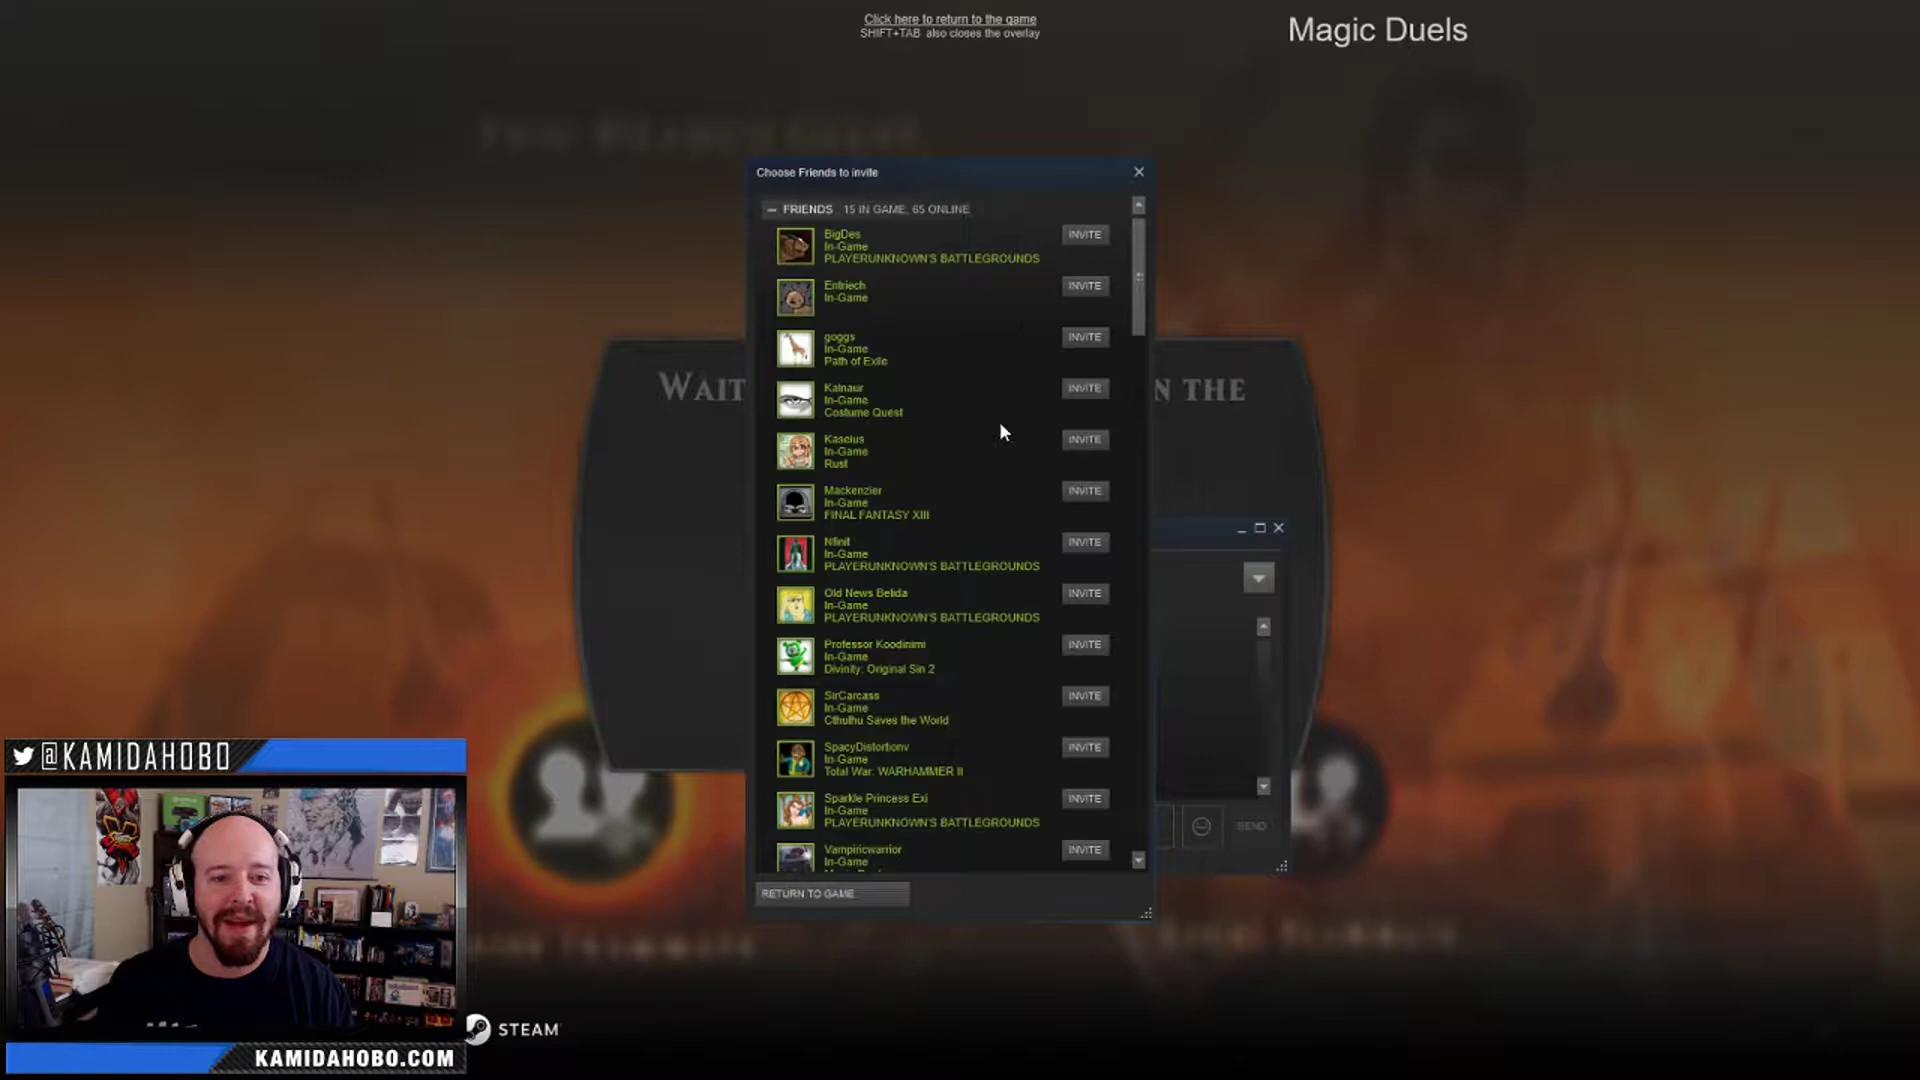 Click here to return to the game
SHIFT+TAB also closes the overlay
Magic Duels
Choose Friends to invite
FRIENDS 15 IN GAME, 65 ONLINE
BigDes
In-Game
PLAYERUNKNOWN'S BATTLEGROUNDS
INVITE
Entriech
In-Game
INVITE
goggs
In-Game
Path of Exile
INVITE
WAIT
N THE
Kalnaur
In-Game
Costume Quest
INVITE
Kaseius
In-Game
Rust
INVITE
Mackenzier
In-Game
FINAL FANTASY XIII
INVITE
Nfinit
In-Game
PLAYERUNKNOWN'S BATTLEGROUNDS
INVITE
Old News Belida
In-Game
PLAYERUNKNOWN'S BATTLEGROUNDS
INVITE
Professor Koodinimi
In-Game
Divinity: Original Sin 2
INVITE
SirCarcass
In-Game
Cthulhu Saves the World
INVITE
SpacyDistortionv
In-Game
Total War: WARHAMMER II
INVITE
Sparkle Princess Exi
In-Game
PLAYERUNKNOWN'S BATTLEGROUNDS
INVITE
Vampiricwarrior
In-Game
INVITE
SEND
RETURN TO GAME
@KAMIDAHOBO
STEAM
KAMIDAHOBO.COM